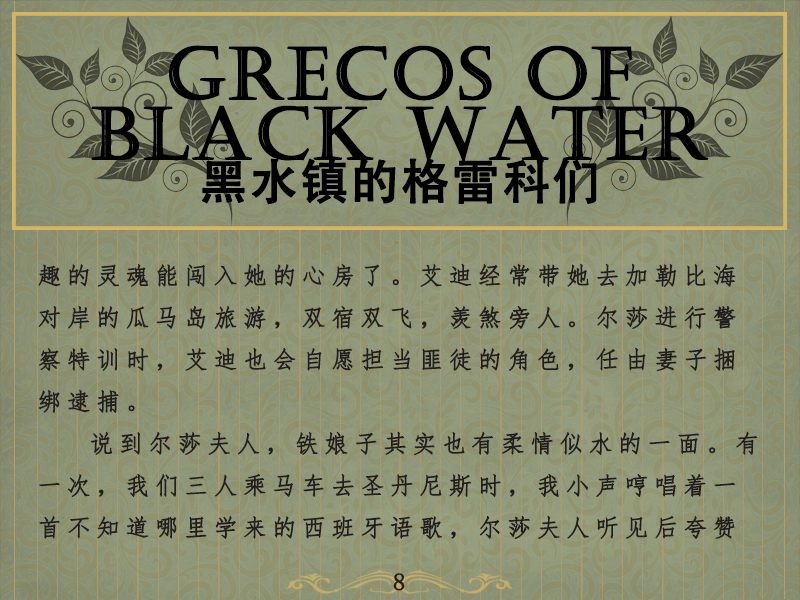 GRECOS OF
BLACK WATER
黑水镇的格雷科们
趣的灵魂能闯入她的心房了。艾迪经常带她去加勒比海
对岸的瓜马岛旅游，双宿双飞，羡煞旁人。尔莎进行警
察特训时，艾迪也会自愿担当匪徒的角色，任由妻子捆
绑逮捕。
说到尔莎夫人，铁娘子其实也有柔情似水的一面。有
一次，我们三人乘马车去圣丹尼斯时，我小声哼唱着一
首不知道哪里学来的西班牙语歌，尔莎夫人听见后夸赞
8